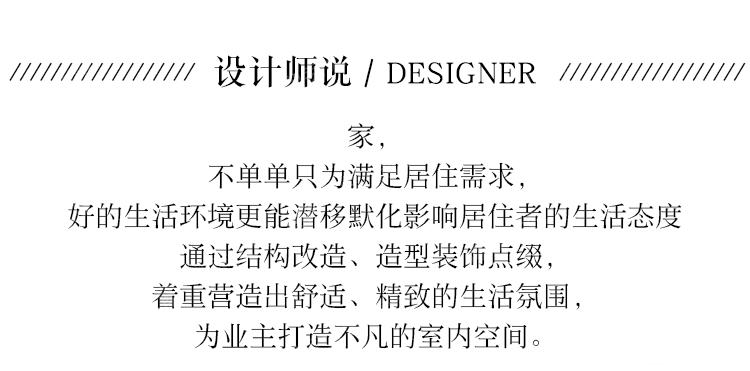 设计师说 / DESIGNER
家，
不单单只为满足居住需求，
好的生活环境更能潜移默化影响居住者的生活态度
通过结构改造、造型装饰点缀，
着重营造出舒适、精致的生活氛围，
为业主打造不凡的室内空间。